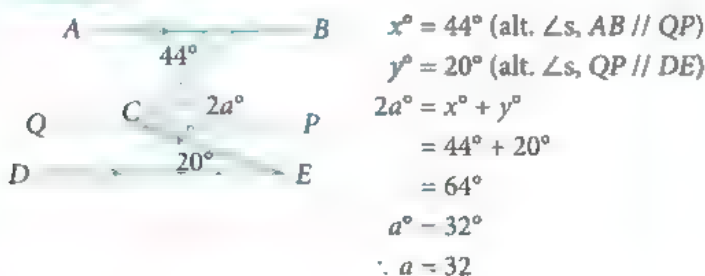 A B
44°
C 2a°
Q P
20°
D E
x° = 44° (alt. ∠s, AB // QP)
y° = 20° (alt. ∠s, QP // DE)
2a° = x° + y°
= 44° + 20°
= 64°
a° = 32°
∴ a = 32